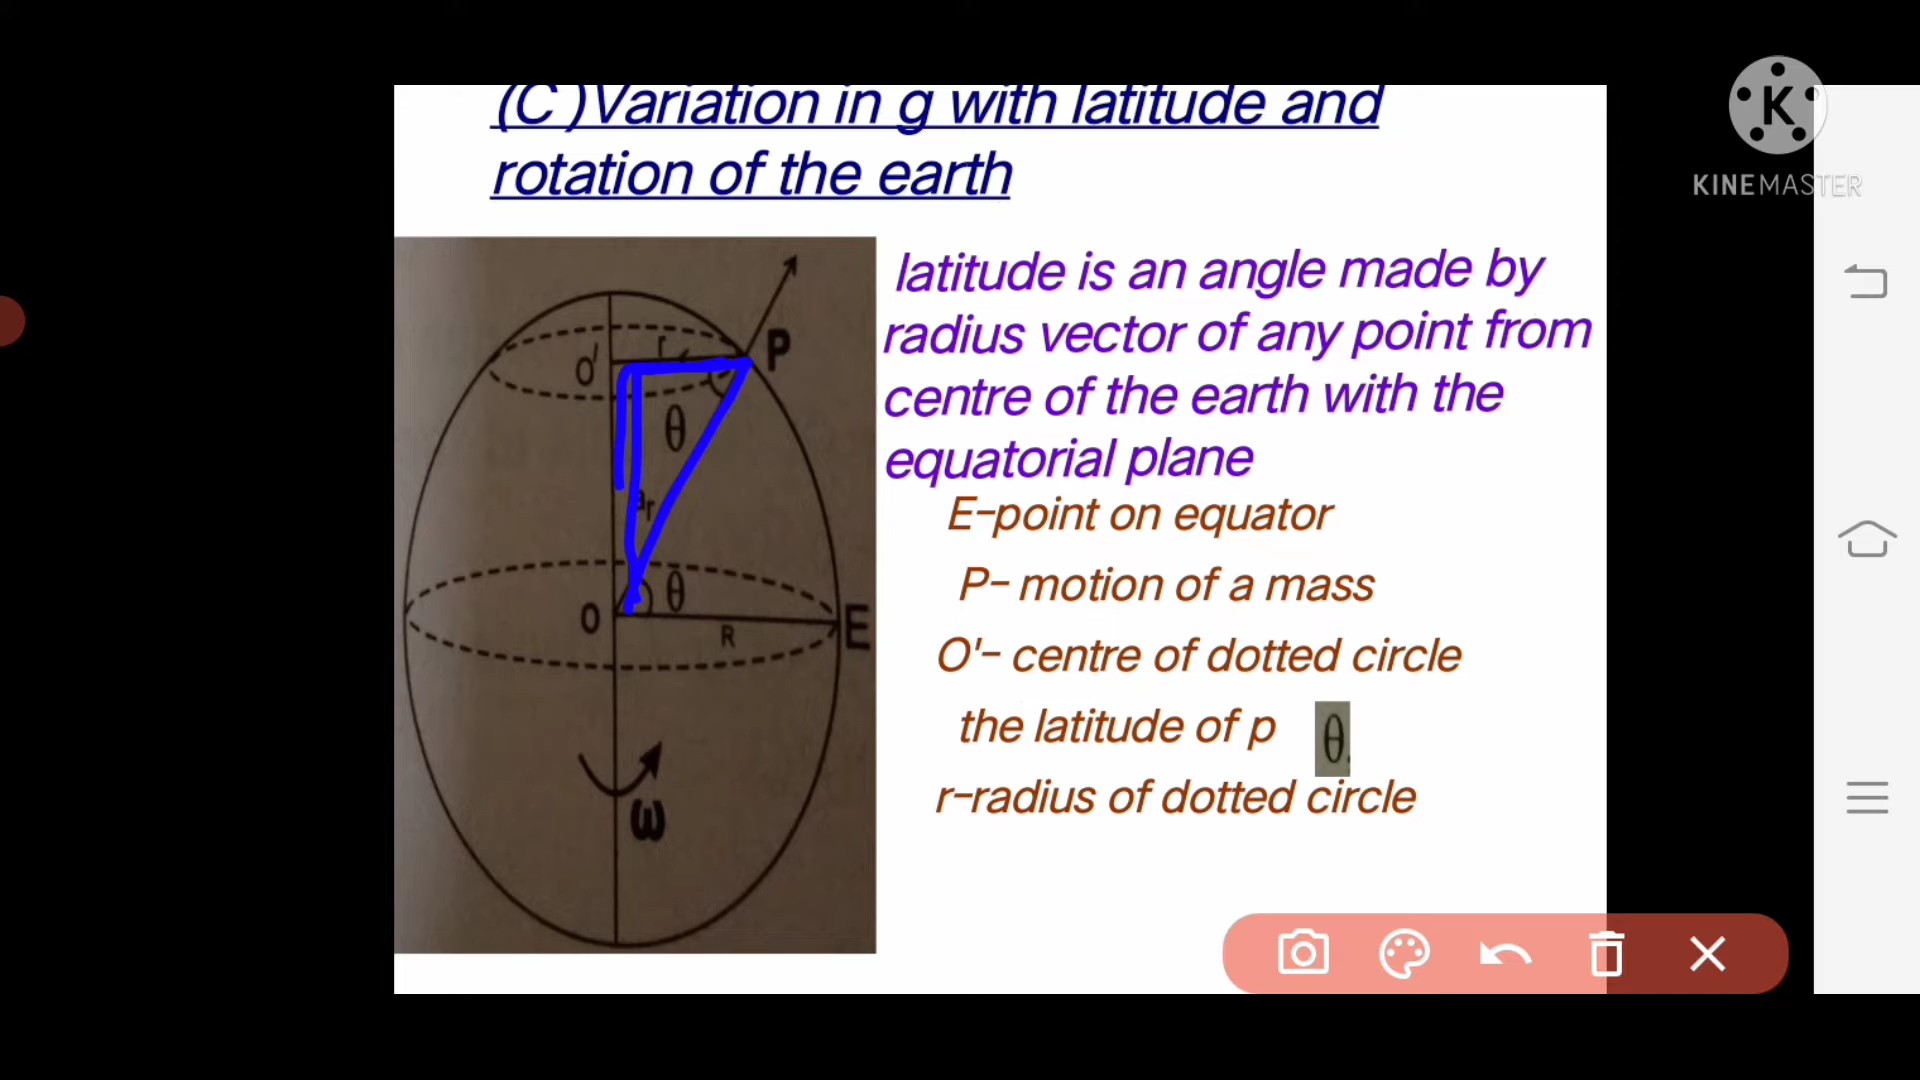 (C )Variation in g with latitude and
rotation of the earth
K
KINEMASTER
latitude is an angle made by
radius vector of any point from
centre of the earth with the
equatorial plane
E-point on equator
P- motion of a mass
O'- centre of dotted circle
the latitude of p θ.
r-radius of dotted circle
P
r
O'
θ
ar
θ
O
R
E
ω